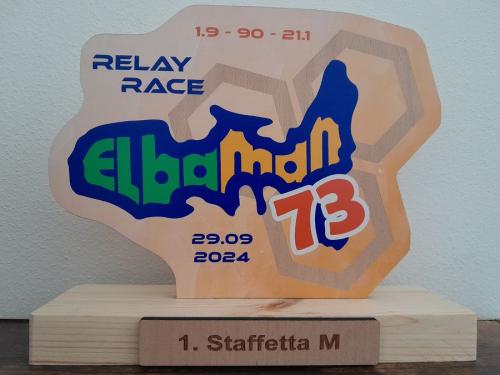 1.9 - 90 - 21.1
RELAY
RACE
ELbaman
73
29.09
2024
1. Staffetta M